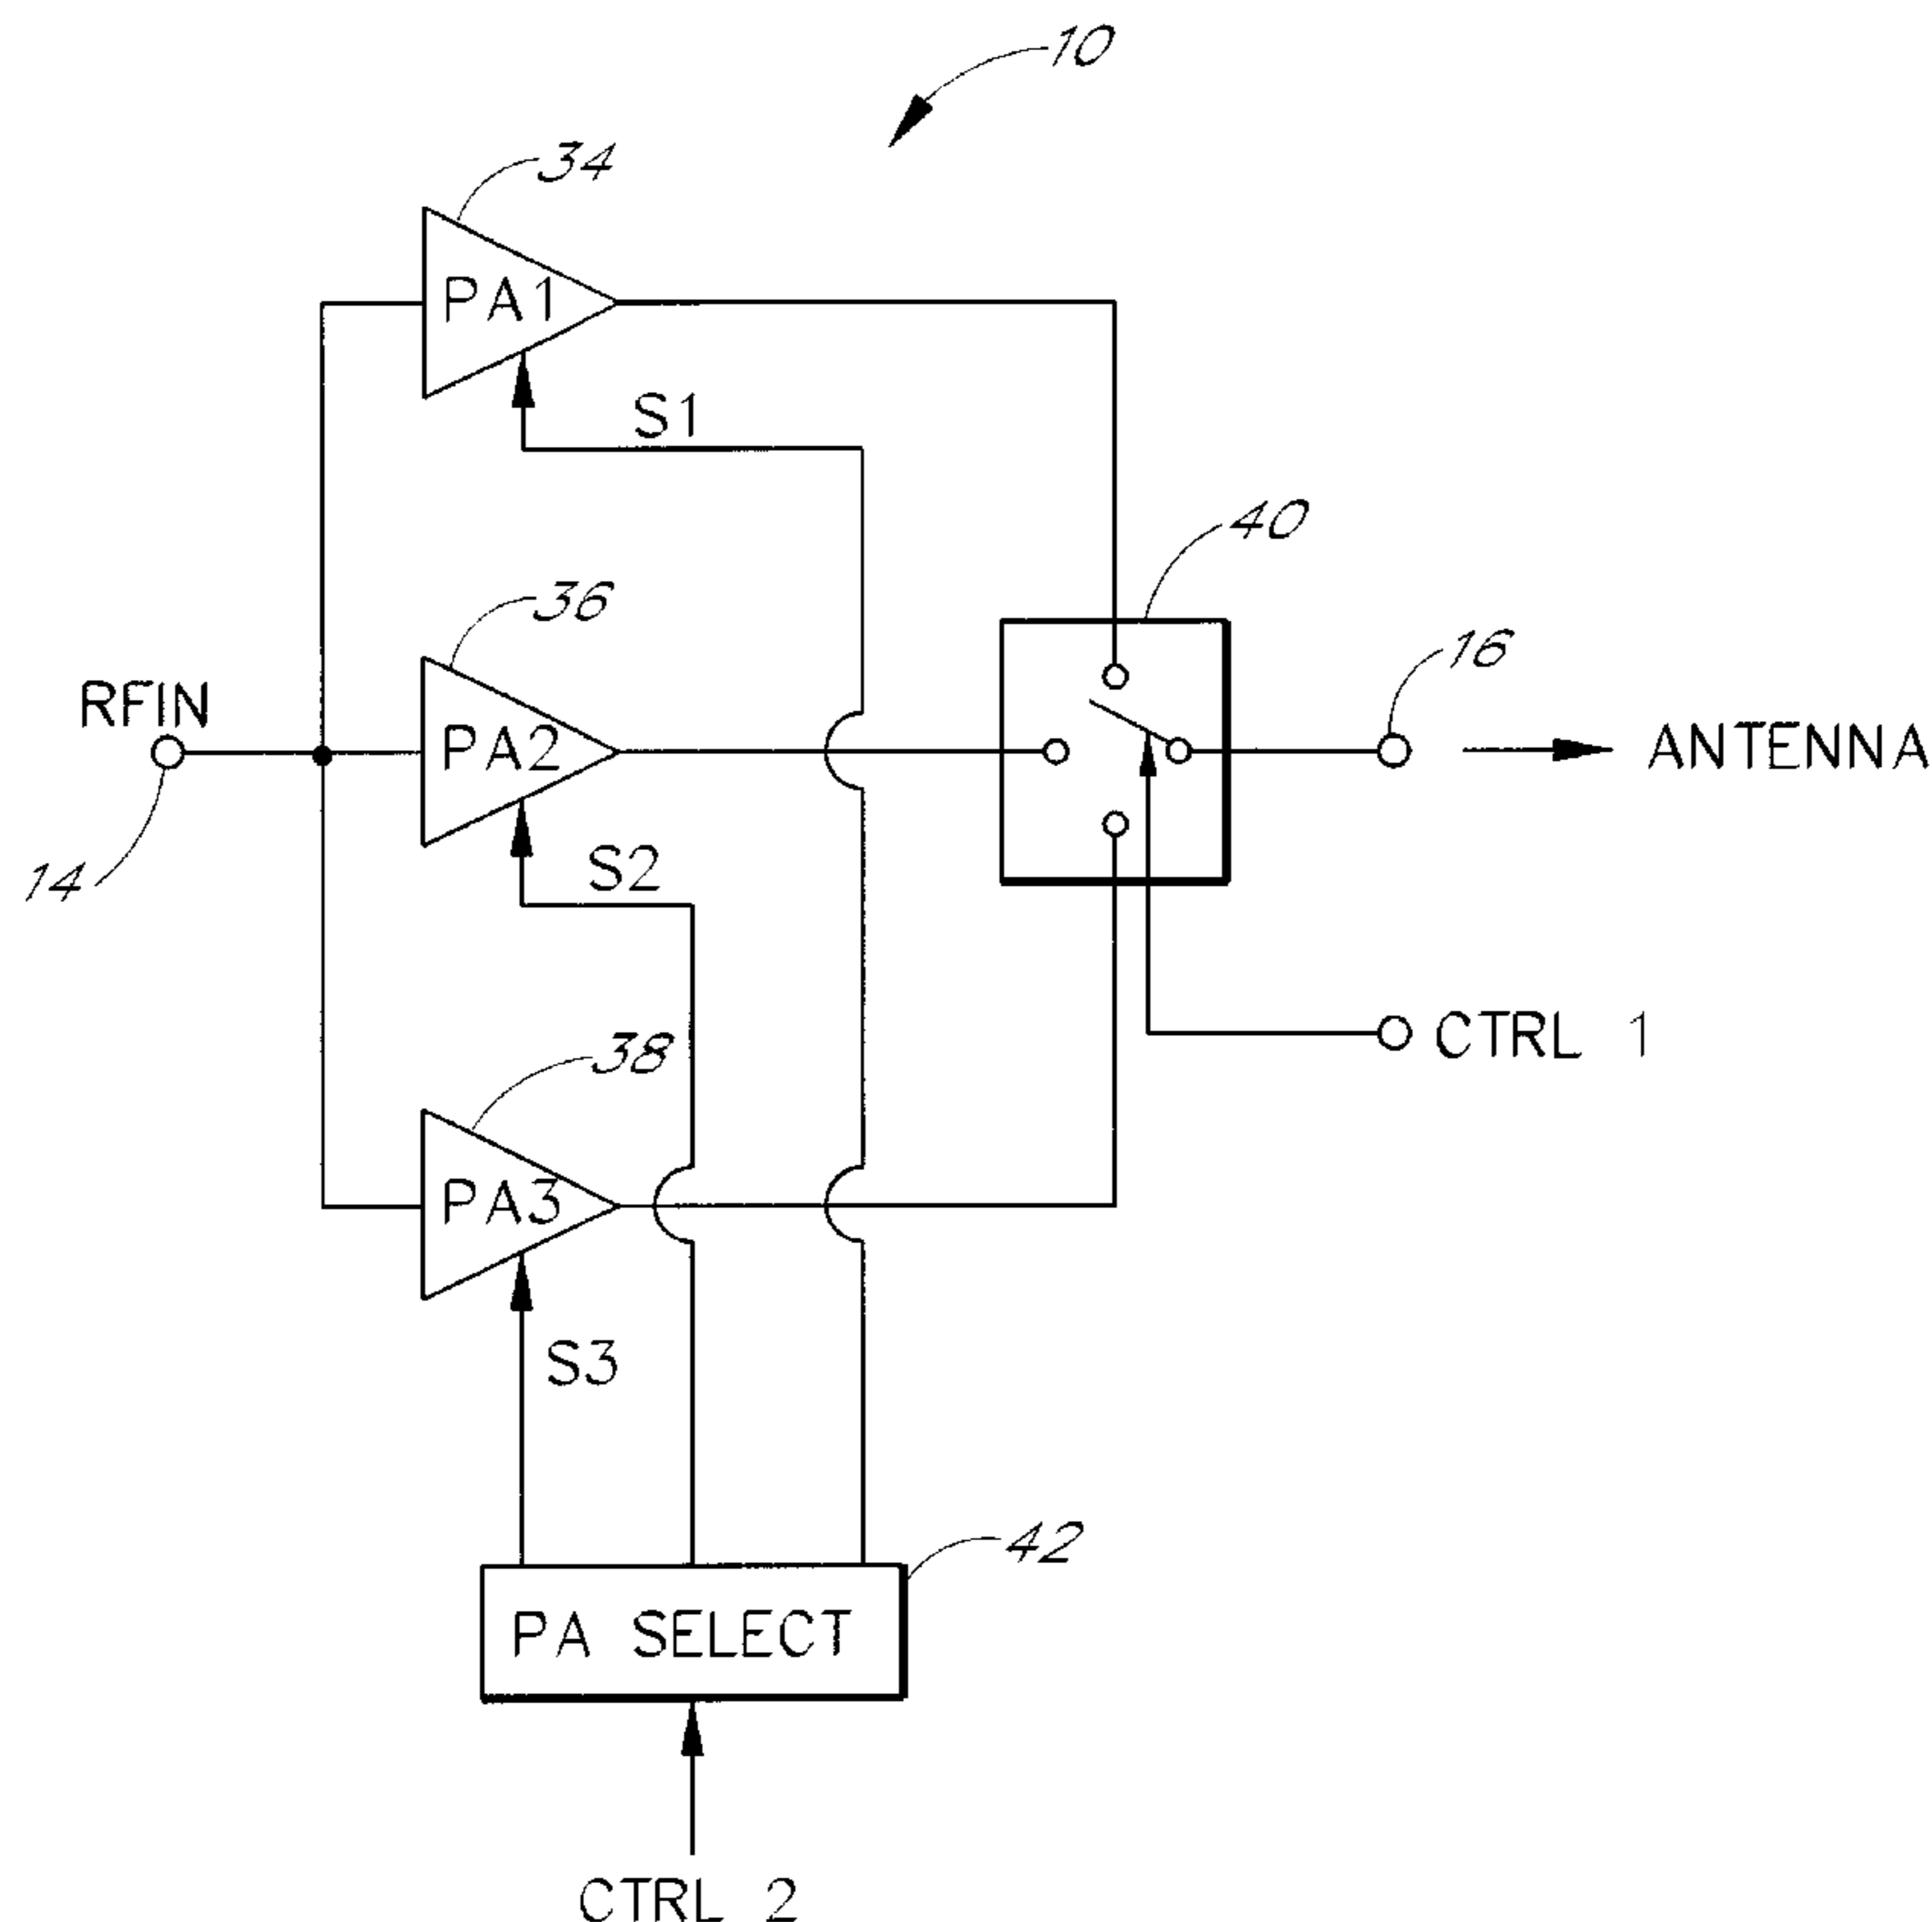 10
34
PA1
S1
40
36
16
RFIN
PA2
ANTENNA
14
S2
38
CTRL 1
PA3
S3
42
PA SELECT
CTRL 2